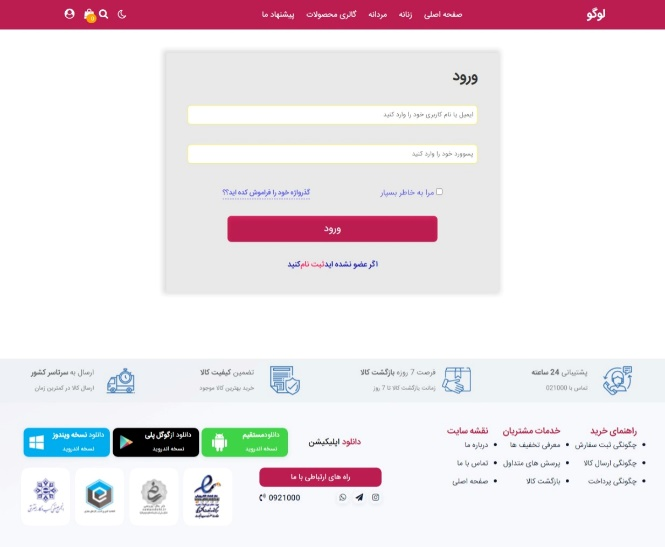 لوگو
صفحه اصلی
زنانه
مردانه
گالری محصولات
پیشنهاد ما
ورود
ایمیل یا نام کاربری خود را وارد کنید
پسوورد خود را وارد کنید
مرا به خاطر بسپار
گذرواژه خود را فراموش کده اید؟؟
ورود
اگر عضو نشده اید ثبت نام کنید
پشتیبانی 24 ساعته
تماس با 021000
فرصت 7 روزه بازگشت کالا
زمانت بازگشت کالا تا 7 روز
تضمین کیفیت کالا
خرید بهترین کالا موجود
ارسال به سرتاسر کشور
ارسال کالا در کمترین زمان
راهنمای خرید
چگونگی ثبت سفارش
چگونگی ارسال کالا
چگونگی پرداخت
خدمات مشتریان
معرفی تخفیف ها
پرسش های متداول
بازگشت کالا
نقشه سایت
درباره ما
تماس با ما
صفحه اصلی
دانلود اپلیکیشن
دانلودمستقیم
نسخه اندروید
دانلود ازگوگل پلی
نسخه اندروید
دانلود نسخه ویندوز
نسخه اندروید
راه های ارتباطی با ما
0921000